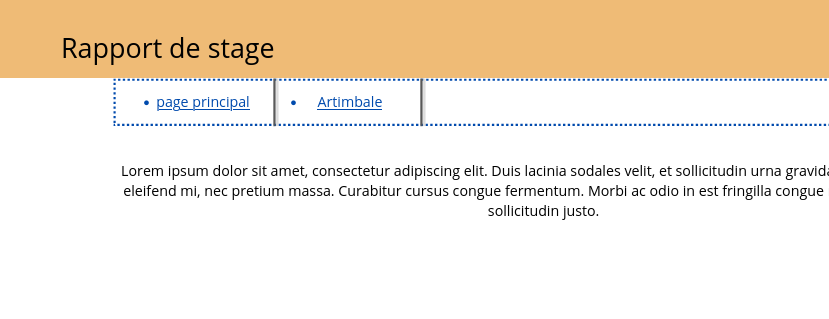 Rapport de stage
• page principal • Artimbale
Lorem ipsum dolor sit amet, consectetur adipiscing elit. Duis lacinia sodales velit, et sollicitudin urna gravida
eleifend mi, nec pretium massa. Curabitur cursus congue fermentum. Morbi ac odio in est fringilla congue
sollicitudin justo.